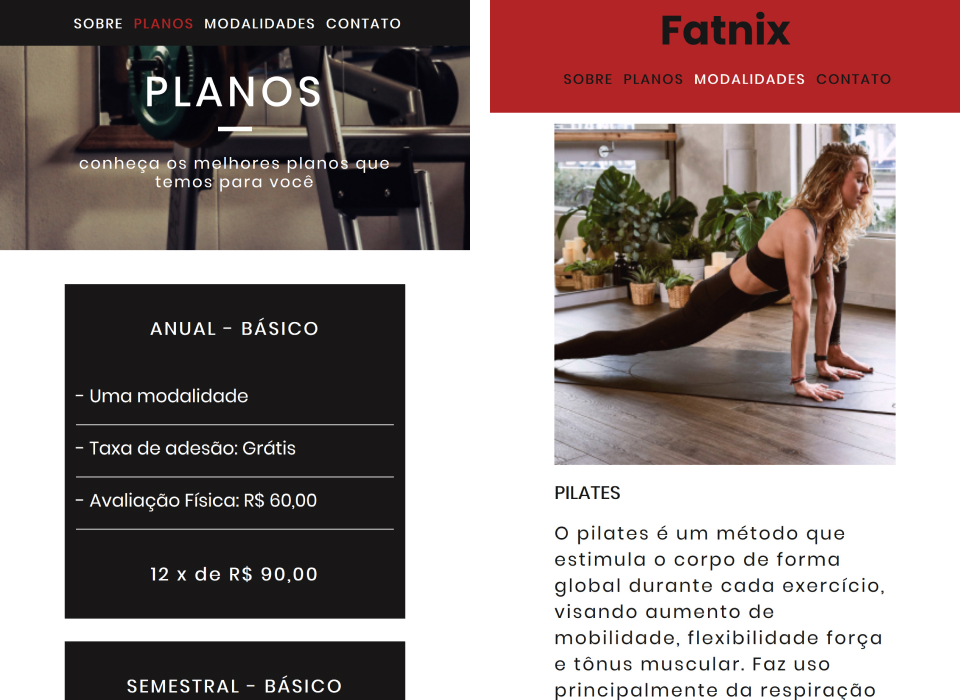 SOBRE PLANOS MODALIDADES CONTATO
PLANOS
conheça os melhores planos que
temos para você
ANUAL - BÁSICO
- Uma modalidade
- Taxa de adesão: Grátis
- Avaliação Física: R$ 60,00
12 x de R$ 90,00
SEMESTRAL - BÁSICO
Fatnix
SOBRE PLANOS MODALIDADES CONTATO
PILATES
O pilates é um método que
estimula o corpo de forma
global durante cada exercício,
visando aumento de
mobilidade, flexibilidade força
e tônus muscular. Faz uso
principalmente da respiração